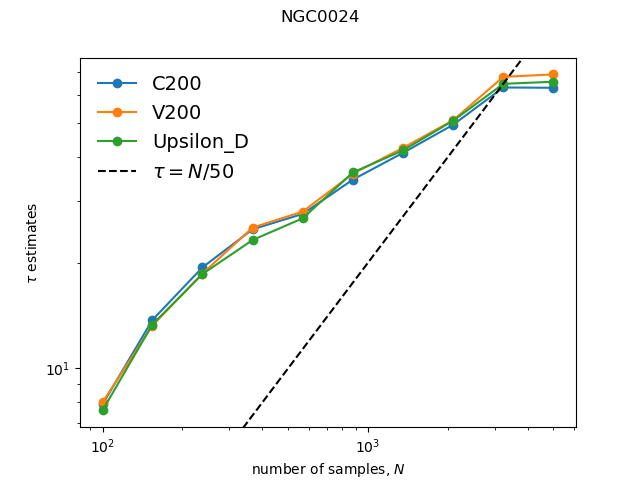 NGC0024
C200
V200
Upsilon_D
τ = N/50
τ estimates
10¹
10² 10³
number of samples, N